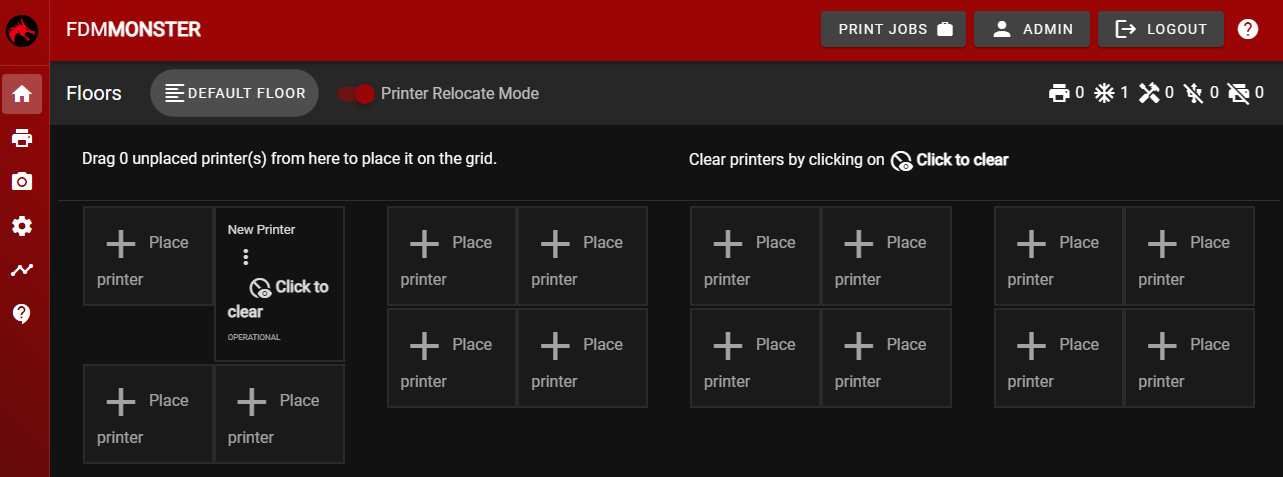 FDMMONSTER
PRINT JOBS
ADMIN
LOGOUT
Floors
DEFAULT FLOOR
Printer Relocate Mode
0
1
0
0
0
Drag 0 unplaced printer(s) from here to place it on the grid.
Clear printers by clicking on Click to clear
Place
printer
New Printer
Click to
clear
OPERATIONAL
Place
printer
Place
printer
Place
printer
Place
printer
Place
printer
Place
printer
Place
printer
Place
printer
Place
printer
Place
printer
Place
printer
Place
printer
Place
printer
Place
printer